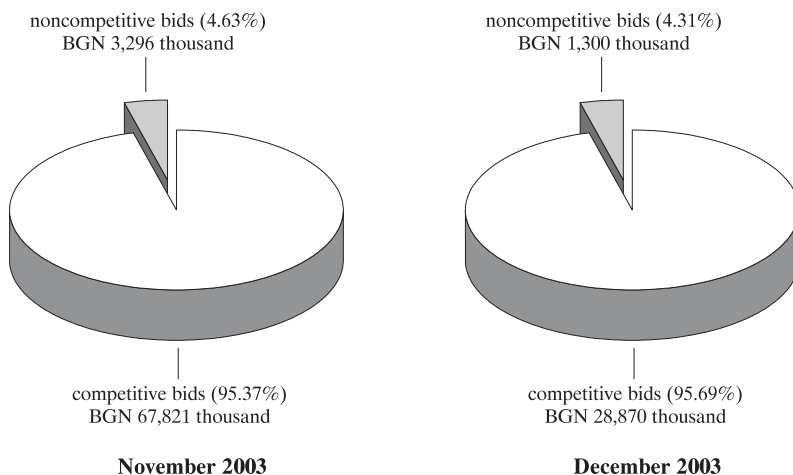 noncompetitive bids (4.63%)
BGN 3,296 thousand
competitive bids (95.37%)
BGN 67,821 thousand
November 2003
noncompetitive bids (4.31%)
BGN 1,300 thousand
competitive bids (95.69%)
BGN 28,870 thousand
December 2003